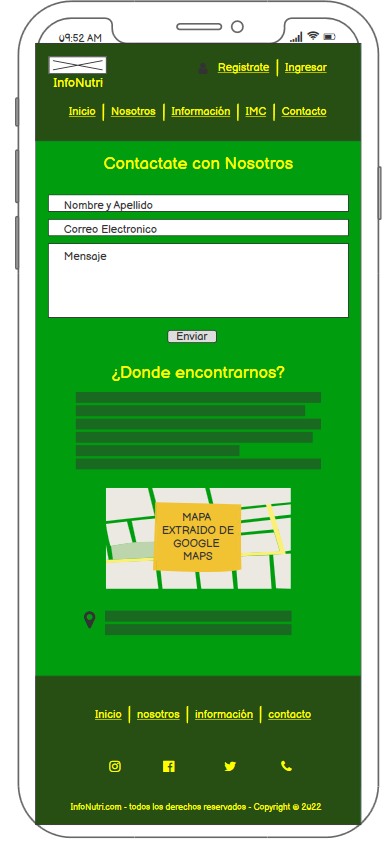 09:52 AM
Registrate | Ingresar
InfoNutri
Inicio | Nosotros | Información | IMC | Contacto
Contactate con Nosotros
Nombre y Apellido
Correo Electronico
Mensaje
Enviar
¿Donde encontrarnos?
MAPA
EXTRAIDO DE
GOOGLE
MAPS
Inicio | nosotros | información | contacto
InfoNutri.com - todos los derechos reservados - Copyright © 2022